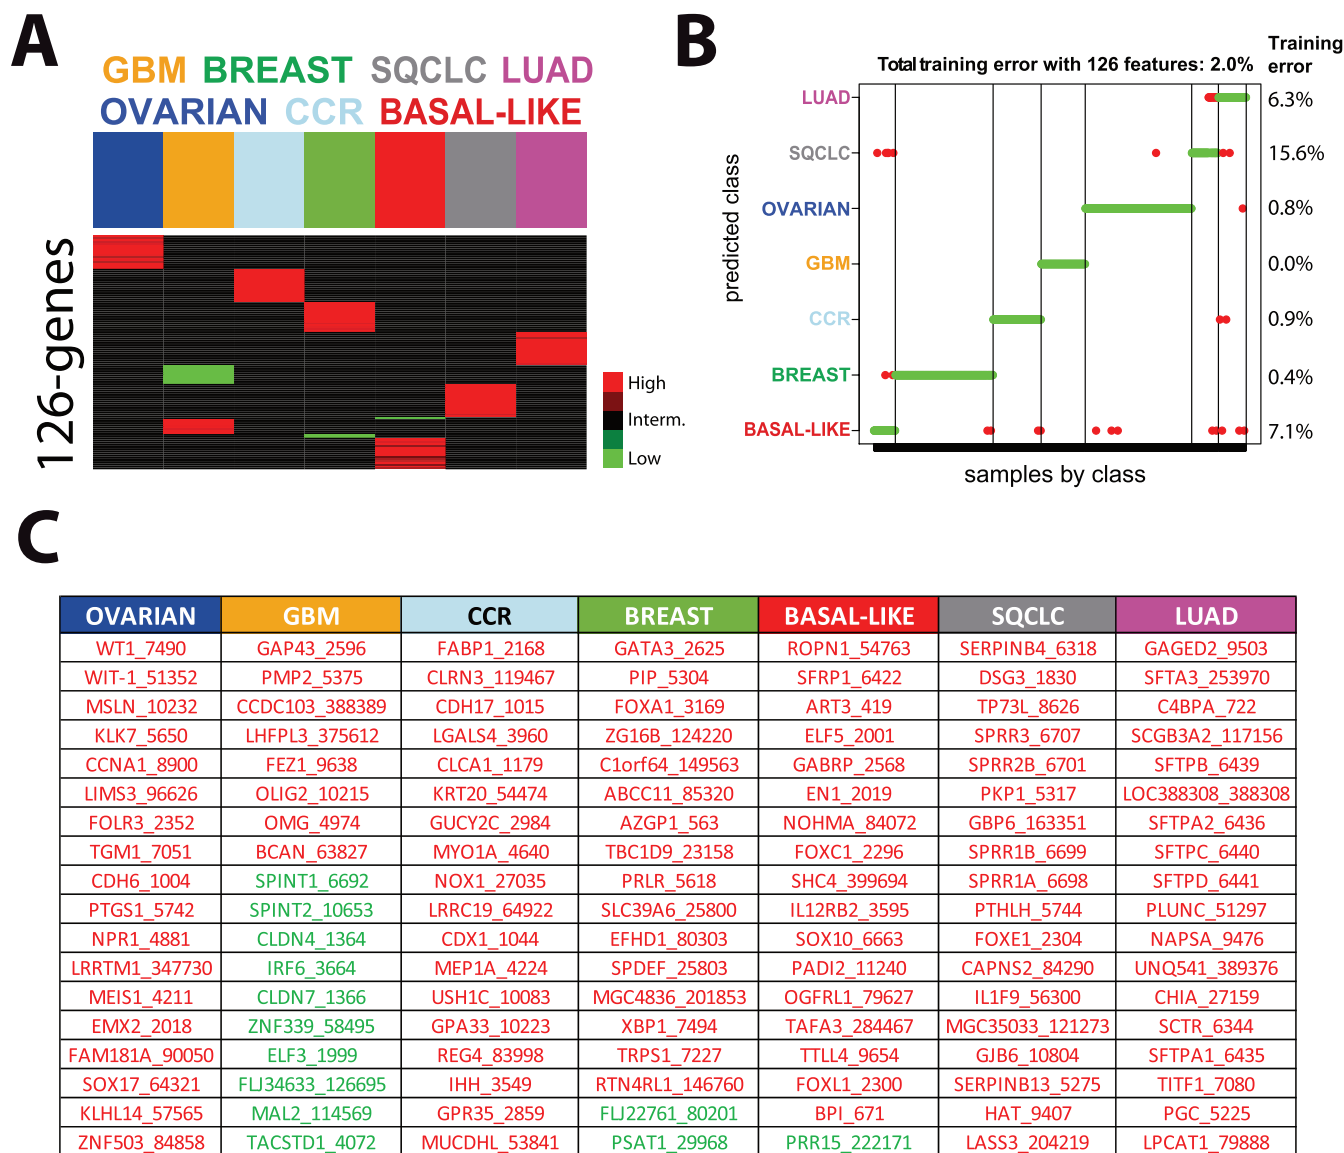 A
GBM BREAST SQCLC LUAD
OVARIAN CCR BASAL-LIKE
126-genes
High
Interm.
Low
B
Total training error with 126 features: 2.0%
Training
error
predicted class
LUAD
6.3%
SQCLC
15.6%
OVARIAN
0.8%
GBM
0.0%
CCR
0.9%
BREAST
0.4%
BASAL-LIKE
7.1%
samples by class
C
OVARIAN GBM CCR BREAST BASAL-LIKE SQCLC LUAD
WT1_7490 GAP43_2596 FABP1_2168 GATA3_2625 ROPN1_54763 SERPINB4_6318 GAGED2_9503
WIT-1_51352 PMP2_5375 CLRN3_119467 PIP_5304 SFRP1_6422 DSG3_1830 SFTA3_253970
MSLN_10232 CCDC103_388389 CDH17_1015 FOXA1_3169 ART3_419 TP73L_8626 C4BPA_722
KLK7_5650 LHFPL3_375612 LGALS4_3960 ZG16B_124220 ELF5_2001 SPRR3_6707 SCGB3A2_117156
CCNA1_8900 FEZ1_9638 CLCA1_1179 C1orf64_149563 GABRP_2568 SPRR2B_6701 SFTPB_6439
LIMS3_96626 OLIG2_10215 KRT20_54474 ABCC11_85320 EN1_2019 PKP1_5317 LOC388308_388308
FOLR3_2352 OMG_4974 GUCY2C_2984 AZGP1_563 NOHMA_84072 GBP6_163351 SFTPA2_6436
TGM1_7051 BCAN_63827 MYO1A_4640 TBC1D9_23158 FOXC1_2296 SPRR1B_6699 SFTPC_6440
CDH6_1004 SPINT1_6692 NOX1_27035 PRLR_5618 SHC4_399694 SPRR1A_6698 SFTPD_6441
PTGS1_5742 SPINT2_10653 LRRC19_64922 SLC39A6_25800 IL12RB2_3595 PTHLH_5744 PLUNC_51297
NPR1_4881 CLDN4_1364 CDX1_1044 EFHD1_80303 SOX10_6663 FOXE1_2304 NAPSA_9476
LRRTM1_347730 IRF6_3664 MEP1A_4224 SPDEF_25803 PADI2_11240 CAPNS2_84290 UNQ541_389376
MEIS1_4211 CLDN7_1366 USH1C_10083 MGC4836_201853 OGFRL1_79627 IL1F9_56300 CHIA_27159
EMX2_2018 ZNF339_58495 GPA33_10223 XBP1_7494 TAFA3_284467 MGC35033_121273 SCTR_6344
FAM181A_90050 ELF3_1999 REG4_83998 TRPS1_7227 TTLL4_9654 GJB6_10804 SFTPA1_6435
SOX17_64321 FLJ34633_126695 IHH_3549 RTN4RL1_146760 FOXL1_2300 SERPINB13_5275 TITF1_7080
KLHL14_57565 MAL2_114569 GPR35_2859 FLJ22761_80201 BPI_671 HAT_9407 PGC_5225
ZNF503_84858 TACSTD1_4072 MUCDHL_53841 PSAT1_29968 PRR15_222171 LASS3_204219 LPCAT1_79888